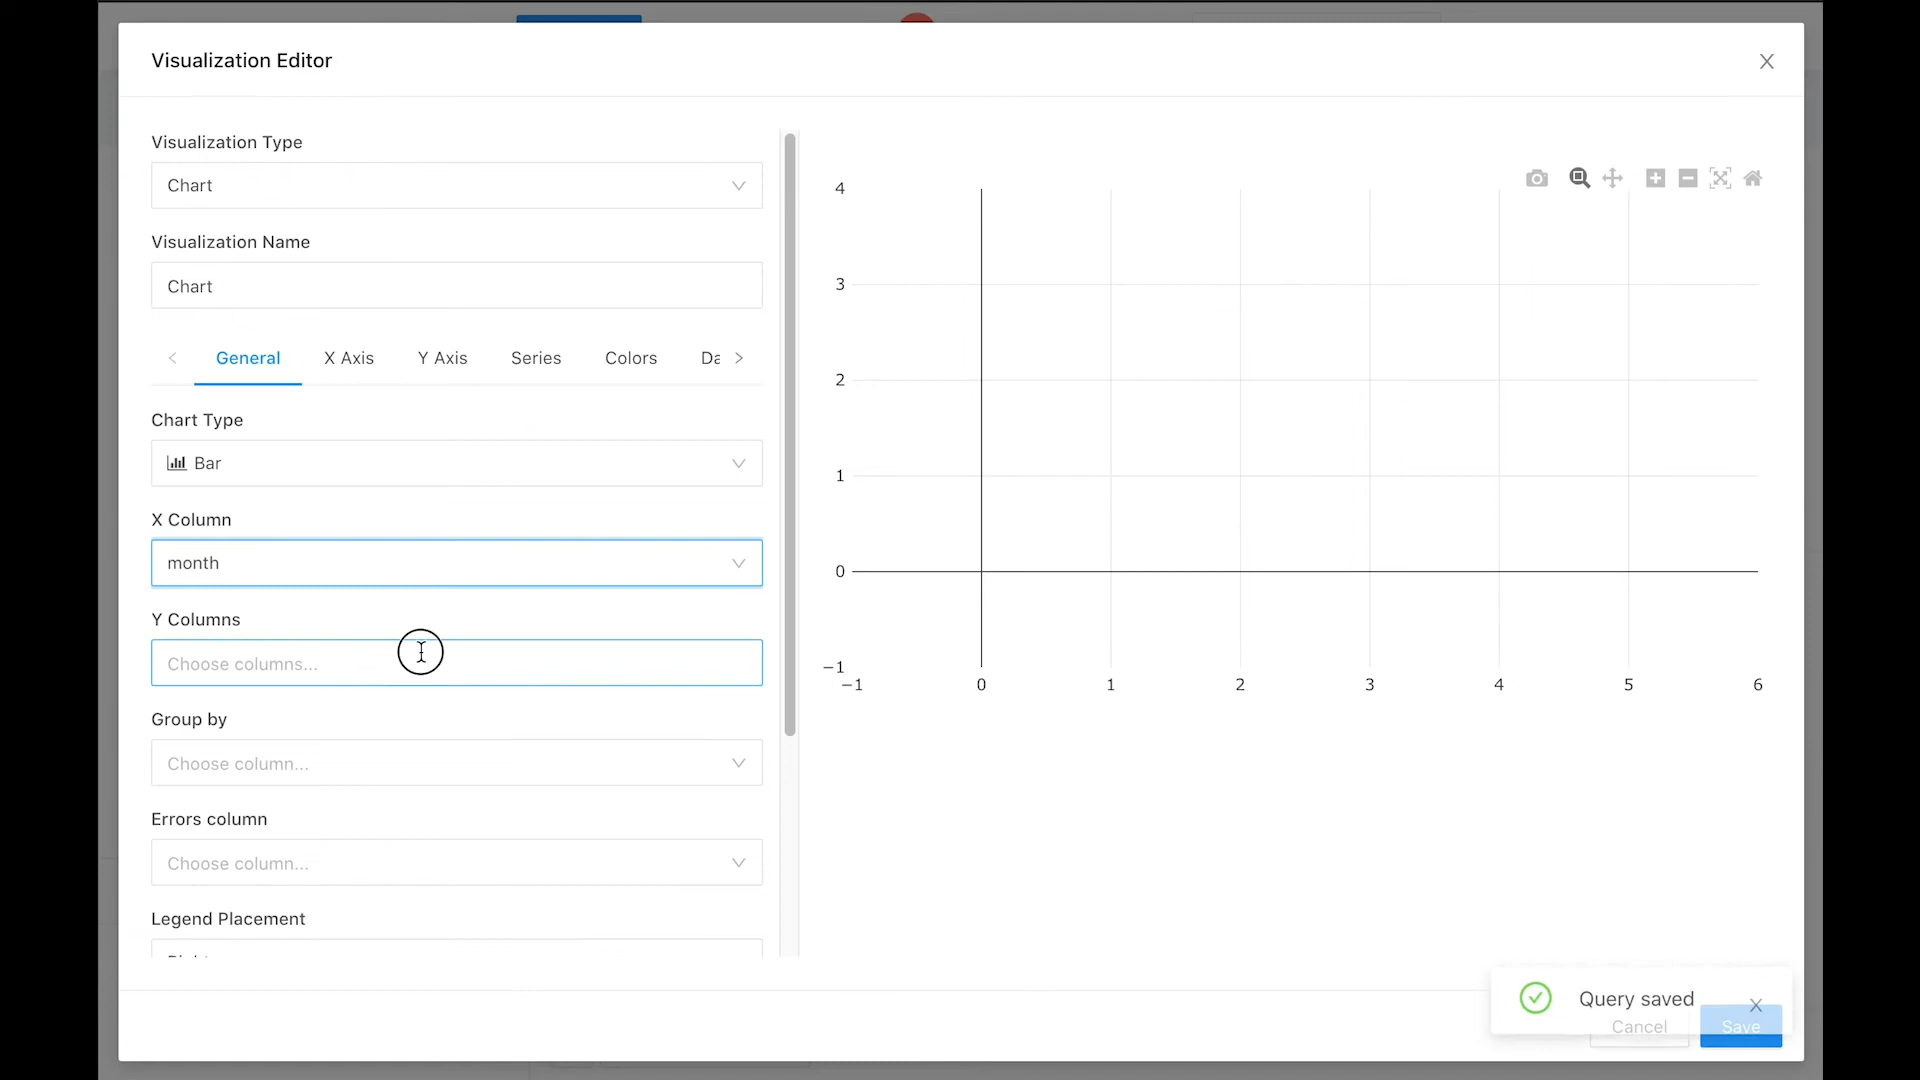 Visualization Editor
Visualization Type
Chart
Visualization Name
Chart
General X Axis Y Axis Series Colors Da
Chart Type
Bar
X Column
month
Y Columns
Choose columns...
Group by
Choose column...
Errors column
Choose column...
Legend Placement
4
3
2
1
0
−1
−1 0 1 2 3 4 5 6
Query saved
Cancel Save